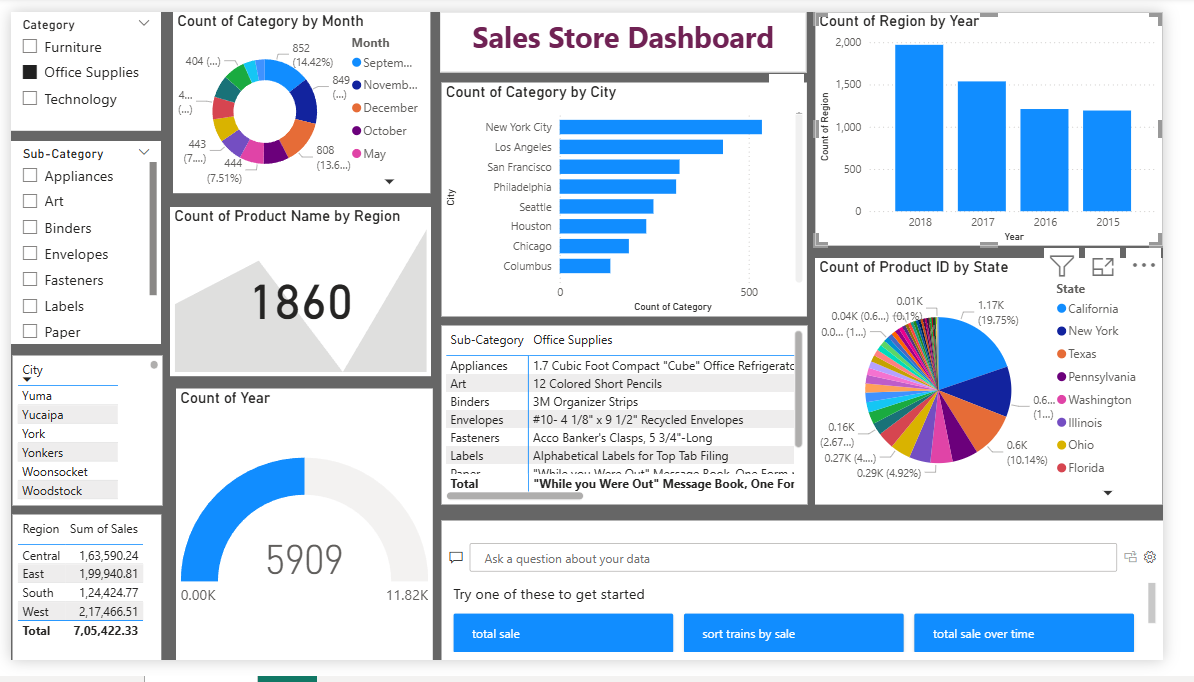 Category
Furniture
Office Supplies
Technology
Sub-Category
Appliances
Art
Binders
Envelopes
Fasteners
Labels
Paper
City
Yuma
Yucaipa
York
Yonkers
Woonsocket
Woodstock
Region Sum of Sales
Central 1,63,590.24
East 1,99,940.81
South 1,24,424.77
West 2,17,466.51
Total 7,05,422.33
Count of Category by Month
852
(14.42%)
849
(...)
808
(13.6...)
444
(7.51%)
443
(7....)
4...
(...)
404 (...)
Month
Septem...
Novemb...
December
October
May
Count of Product Name by Region
1860
Count of Year
5909
0.00K
11.82K
Sales Store Dashboard
Count of Category by City
City
New York City
Los Angeles
San Francisco
Philadelphia
Seattle
Houston
Chicago
Columbus
0
500
Count of Category
Sub-Category Office Supplies
Appliances 1.7 Cubic Foot Compact "Cube" Office Refrigeratc
Art 12 Colored Short Pencils
Binders 3M Organizer Strips
Envelopes #10- 4 1/8" x 9 1/2" Recycled Envelopes
Fasteners Acco Banker's Clasps, 5 3/4"-Long
Labels Alphabetical Labels for Top Tab Filing
Paper "While you Were Out" Message Book, One Form
Total "While you Were Out" Message Book, One For
Count of Region by Year
Count of Region
2,000
1,500
1,000
500
0
2018
2017
2016
2015
Year
Count of Product ID by State
0.01K
(0.1%)
1.17K
(19.75%)
0.04K (0.6...)
0.0... (1...)
0.6...
(1...)
0.6K
(10.14%)
0.16K
(2.67...)
0.27K (4....)
0.29K (4.92%)
State
California
New York
Texas
Pennsylvania
Washington
Illinois
Ohio
Florida
Ask a question about your data
Try one of these to get started
total sale
sort trains by sale
total sale over time